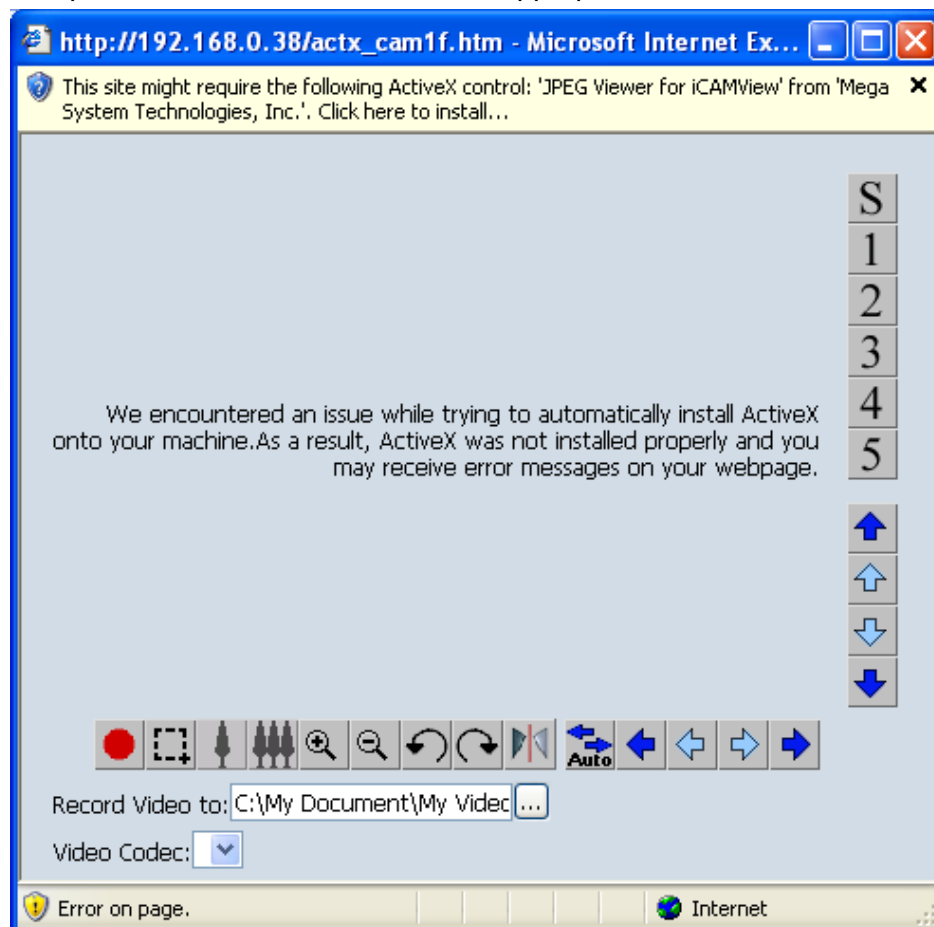 http://192.168.0.38/actx_cam1f.htm - Microsoft Internet Ex...
This site might require the following ActiveX control: 'JPEG Viewer for iCAMView' from 'Mega
System Technologies, Inc.'. Click here to install...
S
1
2
3
4
5
We encountered an issue while trying to automatically install ActiveX
onto your machine.As a result, ActiveX was not installed properly and you
may receive error messages on your webpage.
Auto
Record Video to: C:\My Document\My Videc ...
Video Codec:
Error on page.
Internet